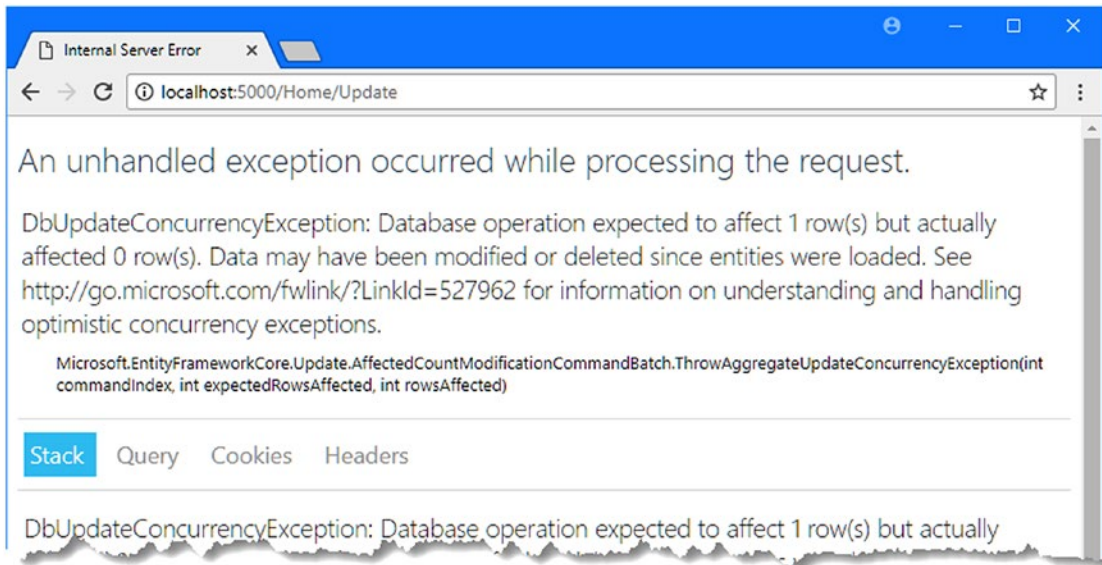 Internal Server Error
localhost:5000/Home/Update
An unhandled exception occurred while processing the request.
DbUpdateConcurrencyException: Database operation expected to affect 1 row(s) but actually
affected 0 row(s). Data may have been modified or deleted since entities were loaded. See
http://go.microsoft.com/fwlink/?LinkId=527962 for information on understanding and handling
optimistic concurrency exceptions.
Microsoft.EntityFrameworkCore.Update.AffectedCountModificationCommandBatch.ThrowAggregateUpdateConcurrencyException(int
commandIndex, int expectedRowsAffected, int rowsAffected)
Stack Query Cookies Headers
DbUpdateConcurrencyException: Database operation expected to affect 1 row(s) but actually